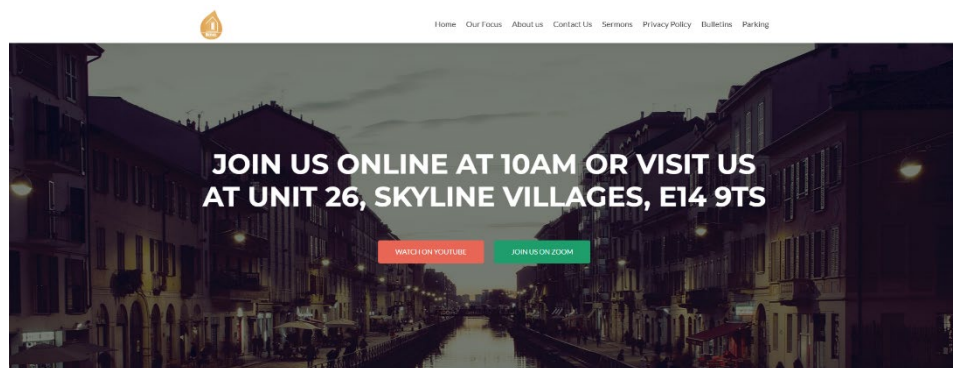 Home Our Focus About us Contact Us Sermons Privacy Policy Bulletins Parking
JOIN US ONLINE AT 10AM OR VISIT US
AT UNIT 26, SKYLINE VILLAGES, E14 9TS
WATCH ON YOUTUBE JOIN US ON ZOOM